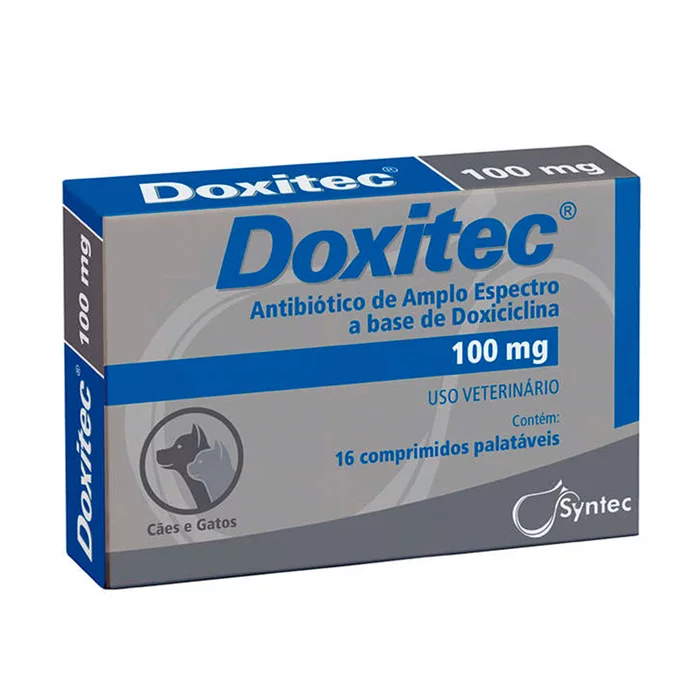 Doxitec®
100 mg
100 mg
Doxitec®
Doxitec®
Antibiótico de Amplo Espectro
a base de Doxiciclina
100 mg
USO VETERINÁRIO
Contém:
16 comprimidos palatáveis
Cães e Gatos
Syntec